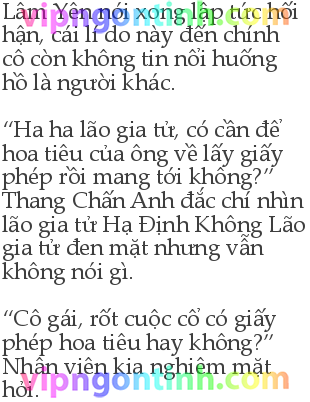 Lâm Yên nói xong lập tức hối
hận, cái lí do này đến chính
cô còn không tin nổi huống
hồ là người khác.
“Ha ha lão gia tử, có cần để
hoa tiêu của ông về lấy giấy
phép rồi mang tới không?”
Thang Chấn Anh đắc chí nhìn
lão gia tử Hạ Định Không Lão
gia tử đen mặt nhưng vẫn
không nói gì.
“Cô gái, rốt cuộc cổ có giấy
phép hoa tiêu hay không?”
Nhân viên kia nghiêm mặt
hỏi.
vipngontinh.com
vipngontinh.com